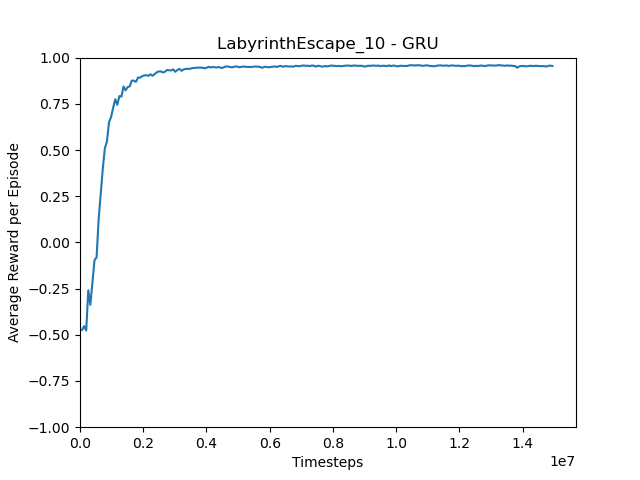 LabyrinthEscape_10 - GRU
Average Reward per Episode
1.00
0.75
0.50
0.25
0.00
−0.25
−0.50
−0.75
−1.00
0.0 0.2 0.4 0.6 0.8 1.0 1.2 1.4
1e7
Timesteps